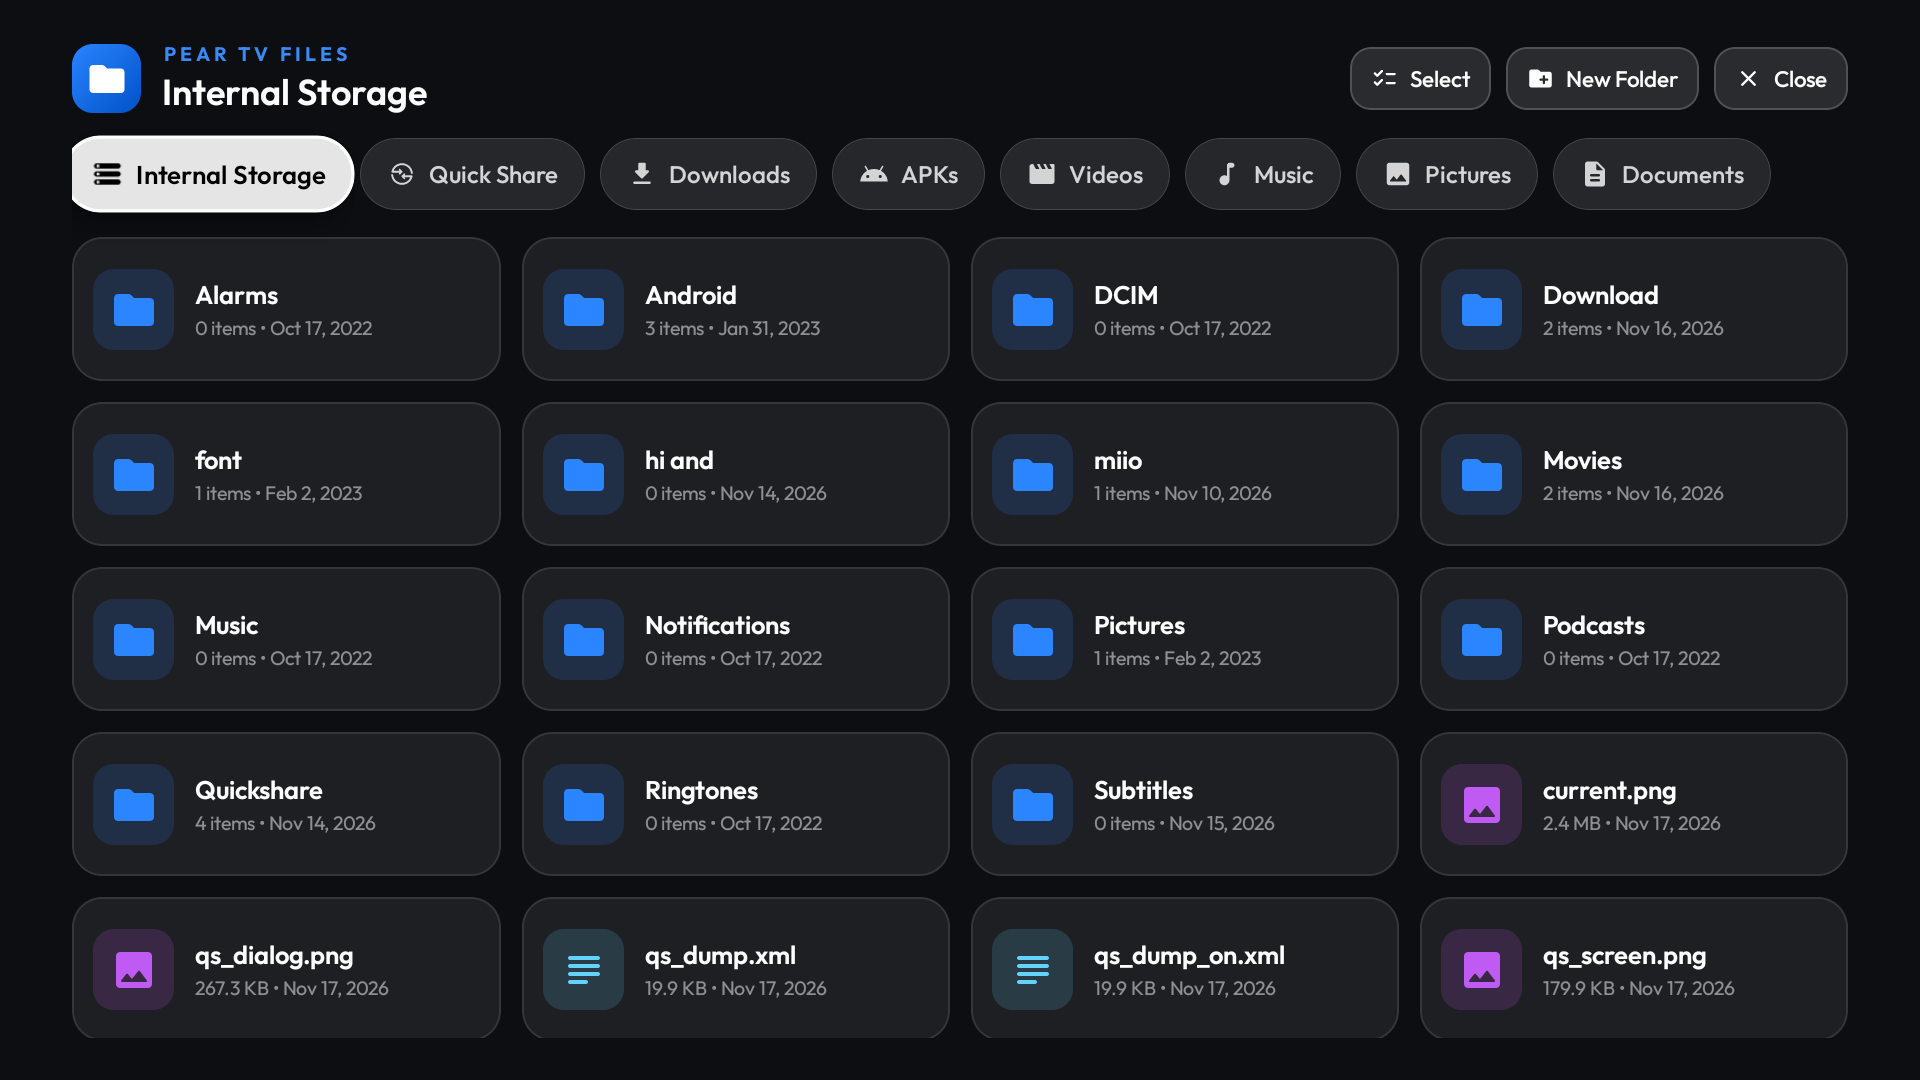 PEAR TV FILES
Internal Storage
Select
New Folder
Close
Internal Storage
Quick Share
Downloads
APKs
Videos
Music
Pictures
Documents
Alarms
0 items • Oct 17, 2022
Android
3 items • Jan 31, 2023
DCIM
0 items • Oct 17, 2022
Download
2 items • Nov 16, 2026
font
1 items • Feb 2, 2023
hi and
0 items • Nov 14, 2026
miio
1 items • Nov 10, 2026
Movies
2 items • Nov 16, 2026
Music
0 items • Oct 17, 2022
Notifications
0 items • Oct 17, 2022
Pictures
1 items • Feb 2, 2023
Podcasts
0 items • Oct 17, 2022
Quickshare
4 items • Nov 14, 2026
Ringtones
0 items • Oct 17, 2022
Subtitles
0 items • Nov 15, 2026
current.png
2.4 MB • Nov 17, 2026
qs_dialog.png
267.3 KB • Nov 17, 2026
qs_dump.xml
19.9 KB • Nov 17, 2026
qs_dump_on.xml
19.9 KB • Nov 17, 2026
qs_screen.png
179.9 KB • Nov 17, 2026